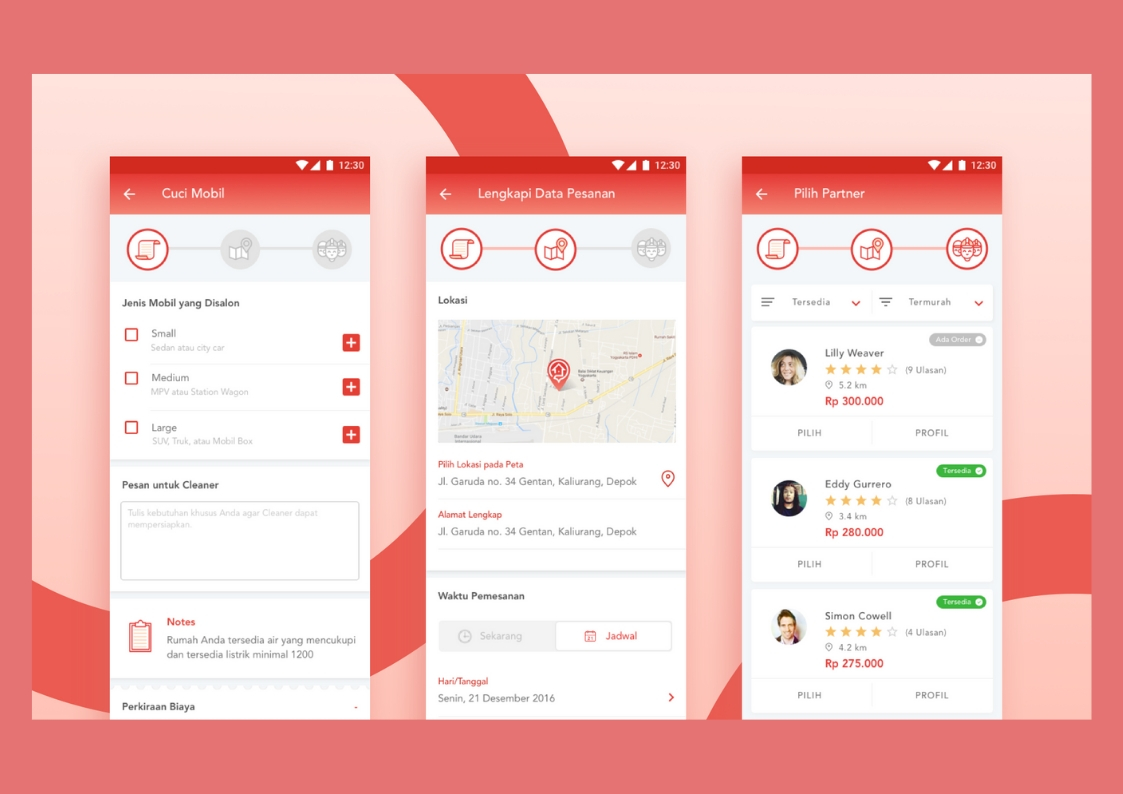 12:30
Cuci Mobil
Jenis Mobil yang Disalon
Small
Sedan atau city car
Medium
MPV atau Station Wagon
Large
SUV, Truk, atau Mobil Box
Pesan untuk Cleaner
Tulis kebutuhan khusus Anda agar Cleaner dapat
mempersiapkan.
Notes
Rumah Anda tersedia air yang mencukupi
dan tersedia listrik minimal 1200
Perkiraan Biaya -
12:30
Lengkapi Data Pesanan
Lokasi
Pilih Lokasi pada Peta
Jl. Garuda no. 34 Gentan, Kaliurang, Depok
Alamat Lengkap
Jl. Garuda no. 34 Gentan, Kaliurang, Depok
Waktu Pemesanan
Sekarang Jadwal
Hari/Tanggal
Senin, 21 Desember 2016
12:30
Pilih Partner
Tersedia Termurah
Ada Order
Lilly Weaver
(9 Ulasan)
5.2 km
Rp 300.000
PILIH PROFIL
Tersedia
Eddy Gurrero
(8 Ulasan)
3.4 km
Rp 280.000
PILIH PROFIL
Tersedia
Simon Cowell
(4 Ulasan)
4.2 km
Rp 275.000
PILIH PROFIL